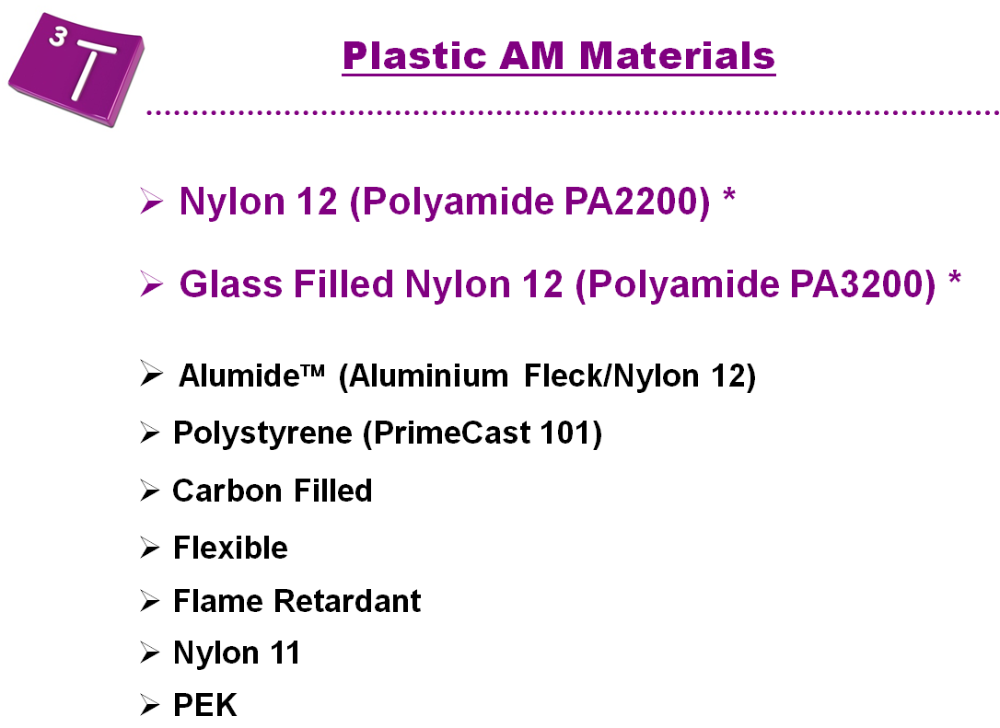 3T
Plastic AM Materials
➢ Nylon 12 (Polyamide PA2200) *
➢ Glass Filled Nylon 12 (Polyamide PA3200) *
➢ Alumide™ (Aluminium Fleck/Nylon 12)
➢ Polystyrene (PrimeCast 101)
➢ Carbon Filled
➢ Flexible
➢ Flame Retardant
➢ Nylon 11
➢ PEK